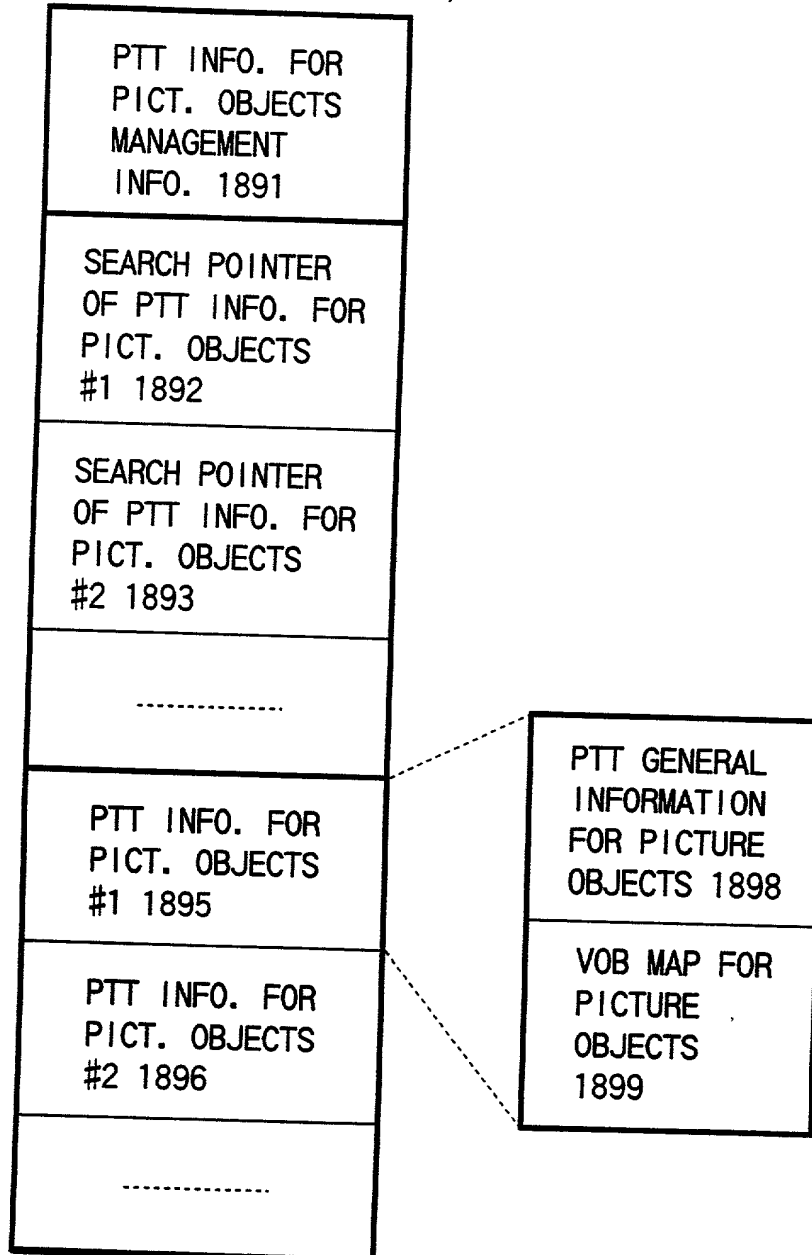 PTT INFO. FOR
PICT. OBJECTS
MANAGEMENT
INFO. 1891
SEARCH POINTER
OF PTT INFO. FOR
PICT. OBJECTS
#1 1892
SEARCH POINTER
OF PTT INFO. FOR
PICT. OBJECTS
#2 1893
PTT INFO. FOR
PICT. OBJECTS
#1 1895
PTT INFO. FOR
PICT. OBJECTS
#2 1896
PTT GENERAL
INFORMATION
FOR PICTURE
OBJECTS 1898
VOB MAP FOR
PICTURE
OBJECTS
1899